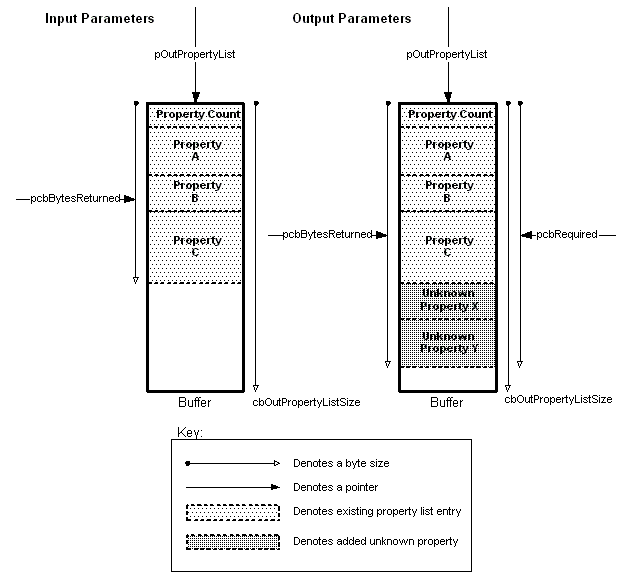 Input Parameters
Output Parameters
pOutPropertyList
pOutPropertyList
Property Count
Property
A
Property
B
Property
C
pcbBytesReturned
Buffer
cbOutPropertyListSize
Property Count
Property
A
Property
B
Property
C
Unknown
Property X
Unknown
Property Y
pcbBytesReturned
pcbRequired
Buffer
cbOutPropertyListSize
Key:
Denotes a byte size
Denotes a pointer
Denotes existing property list entry
Denotes added unknown property